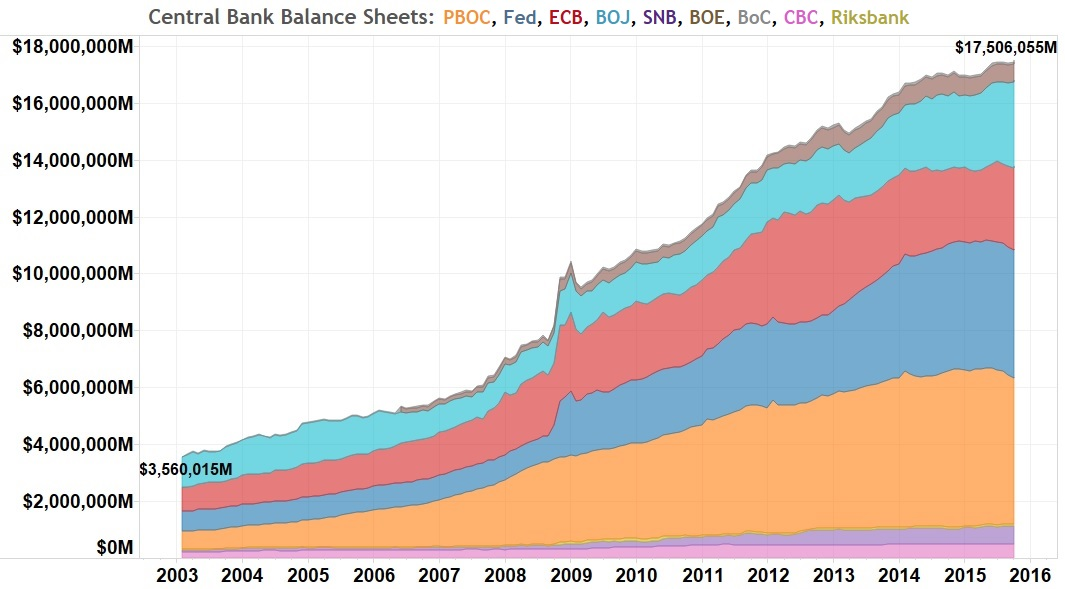 Central Bank Balance Sheets: PBOC, Fed, ECB, BOJ, SNB, BOE, BoC, CBC, Riksbank
$18,000,000M
$17,506,055M
$16,000,000M
$14,000,000M
$12,000,000M
$10,000,000M
$8,000,000M
$6,000,000M
$4,000,000M
$3,560,015M
$2,000,000M
$0M
2003 2004 2005 2006 2007 2008 2009 2010 2011 2012 2013 2014 2015 2016